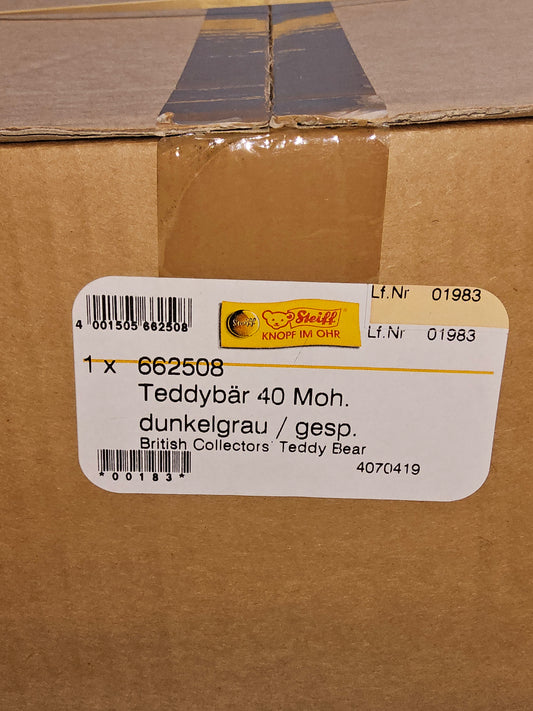 Lf.Nr 01983
4 001505 662508
Steiff
Steiff
KNOPF IM OHR
Lf.Nr 01983
1 x 662508
Teddybär 40 Moh.
dunkelgrau / gesp.
British Collectors' Teddy Bear
*00183*
4070419